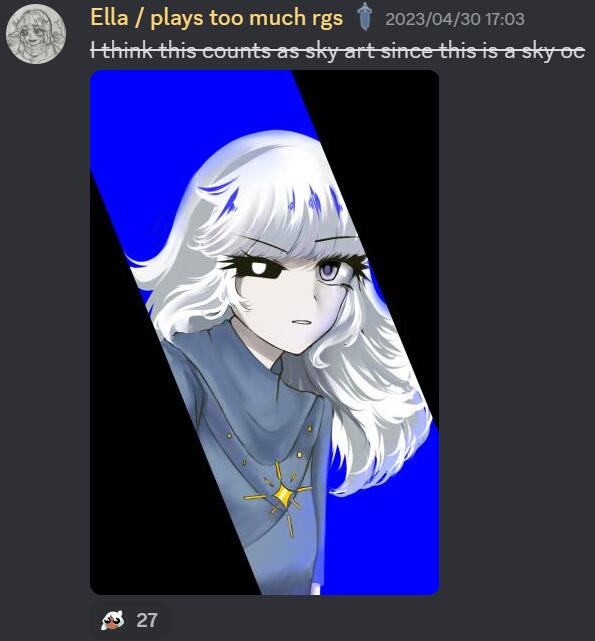 Ella / plays too much rgs 2023/04/30 17:03
I think this counts as sky art since this is a sky oc
27